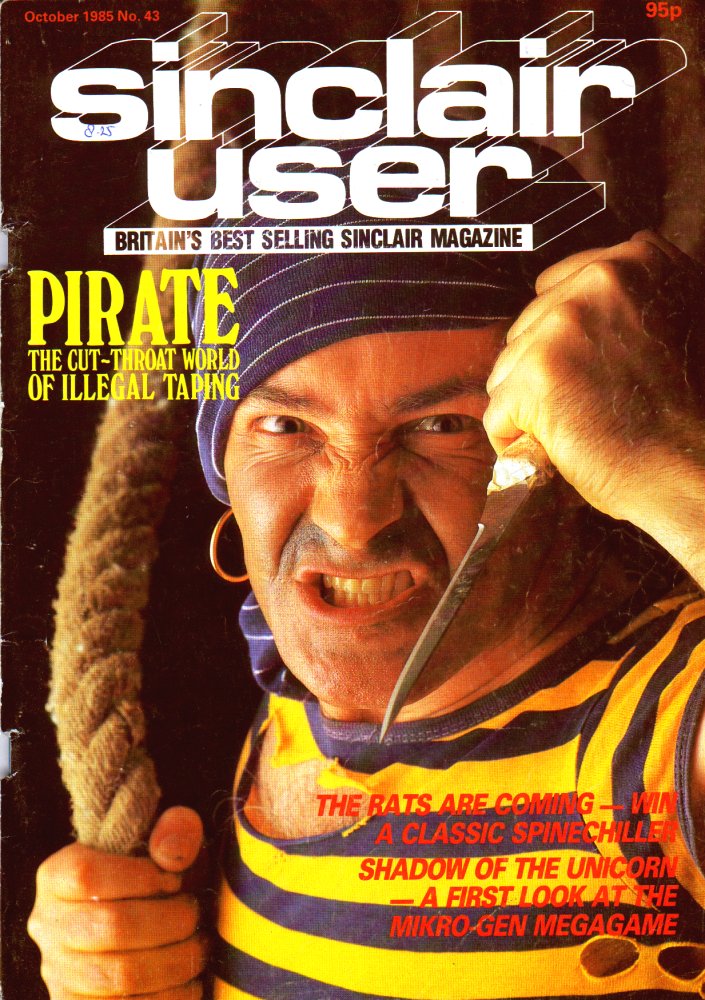 October 1985 No. 43
95p
sinclair
user
8.25
BRITAIN'S BEST SELLING SINCLAIR MAGAZINE
PIRATE
THE CUT-THROAT WORLD
OF ILLEGAL TAPING
THE RATS ARE COMING — WIN
A CLASSIC SPINECHILLER
SHADOW OF THE UNICORN
— A FIRST LOOK AT THE
MIKRO-GEN MEGAGAME